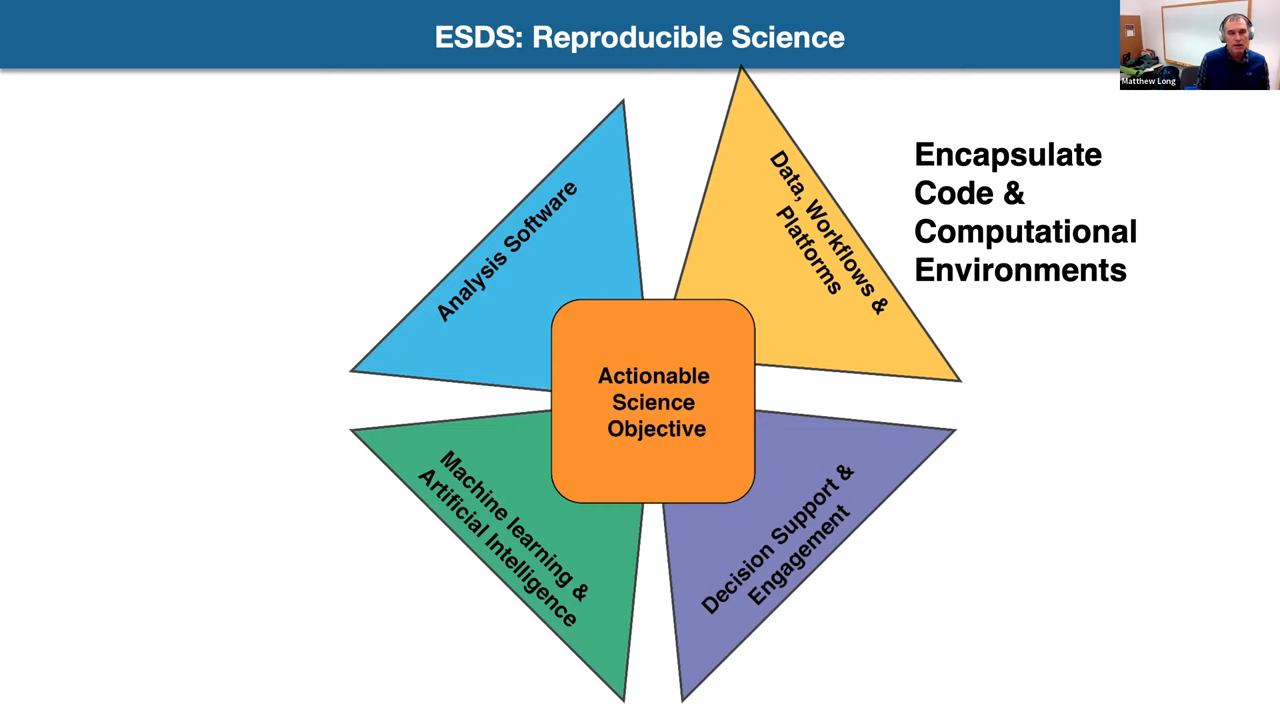 ESDS: Reproducible Science
Matthew Long
Analysis Software
Data, Workflows &
Platforms
Encapsulate
Code &
Computational
Environments
Actionable
Science
Objective
Machine learning &
Artificial Intelligence
Decision Support &
Engagement